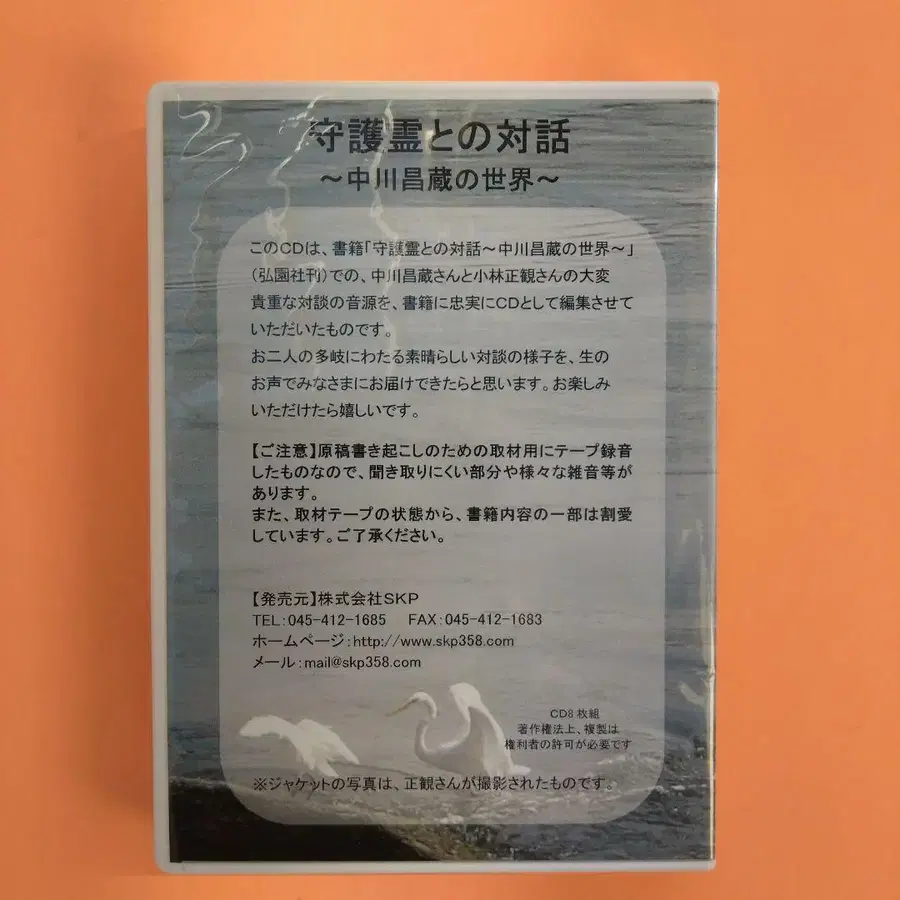 守護霊との対話
～中川昌蔵の世界～
このCDは、書籍「守護霊との対話～中川昌蔵の世界～」
(弘園社刊)での、中川昌蔵さんと小林正観さんの大変
貴重な対談の音源を、書籍に忠実にCDとして編集させて
いただいたものです。
お二人の多岐にわたる素晴らしい対談の様子を、生の
お声でみなさまにお届けできたらと思います。お楽しみ
いただけたら嬉しいです。
【ご注意】原稿書き起こしのための取材用にテープ録音
したものなので、聞き取りにくい部分や様々な雑音等が
あります。
また、取材テープの状態から、書籍内容の一部は割愛
しています。ご了承ください。
【発売元】株式会社SKP
TEL:045-412-1685 FAX:045-412-1683
ホームページ:http://www.skp358.com
メール:mail@skp358.com
CD8枚組
著作権法上、複製は
権利者の許可が必要です
※ジャケットの写真は、正観さんが撮影されたものです。